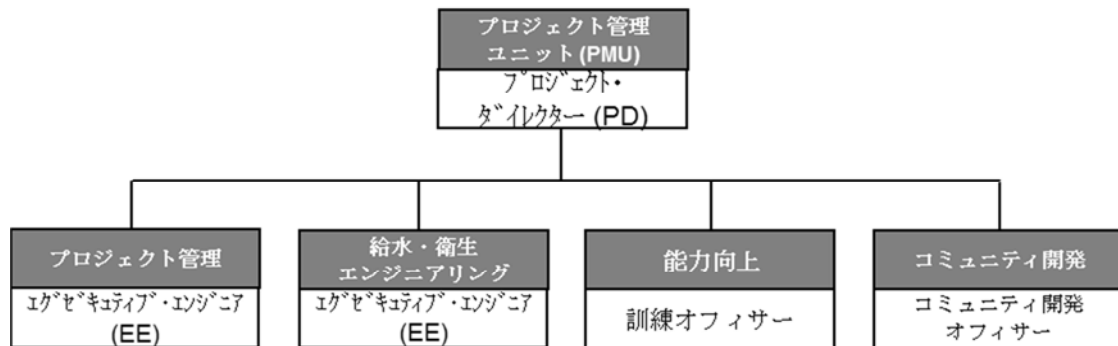 プロジェクト管理
ユニット(PMU)
プロジェクト・
ダイレクター (PD)
プロジェクト管理
エグゼキュティブ・エンジニア
(EE)
給水・衛生
エンジニアリング
エグゼキュティブ・エンジニア
(EE)
能力向上
訓練オフィサー
コミュニティ開発
コミュニティ開発
オフィサー